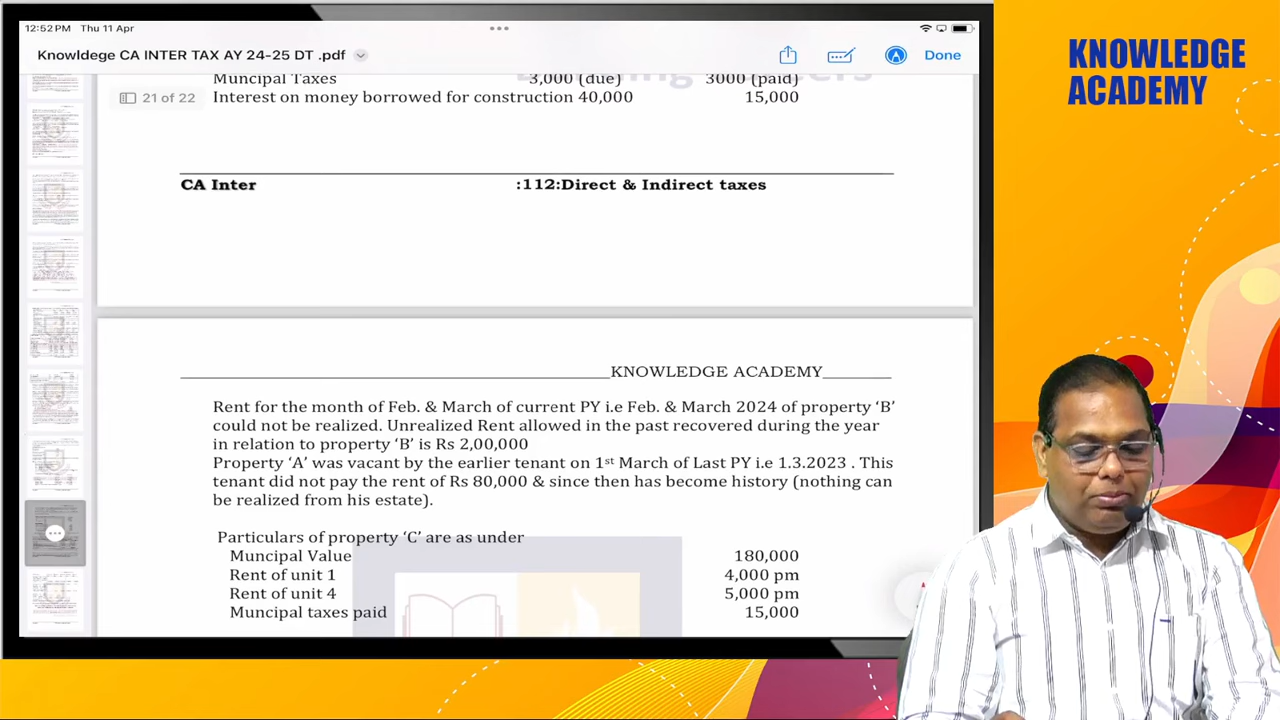 12:52 PM Thu 11 Apr
Knowldege CA INTER TAX AY 24-25 DT .pdf
Done
KNOWLEDGE
ACADEMY
21 of 22
3,000 (due) 3000 (paid)
Interest on money borrowed for construction 40,000 15,000
CA Inter :112:Direct & Indirect taxes
KNOWLEDGE ACADEMY
Rent for the month of Feb. & March current PY i.e Feb. & March 2024 of property ‘B’
could not be realized. Unrealized Rent allowed in the past recovered during the year
in relation to property ‘B’ is Rs 200,000
Property ‘A’ was vacant by the earlier tenant on 1st March of Last PY i.e 1.3.2023 . This
tenant did not pay the rent of Rs 80,000 & since then has become history (nothing can
be realized from his estate).
Particulars of property ‘C’ are as under
Muncipal Value 180,000
Rent of unit 1 4,000 pm
Rent of unit 4 5,000 pm
Muncipal taxes paid 15,000